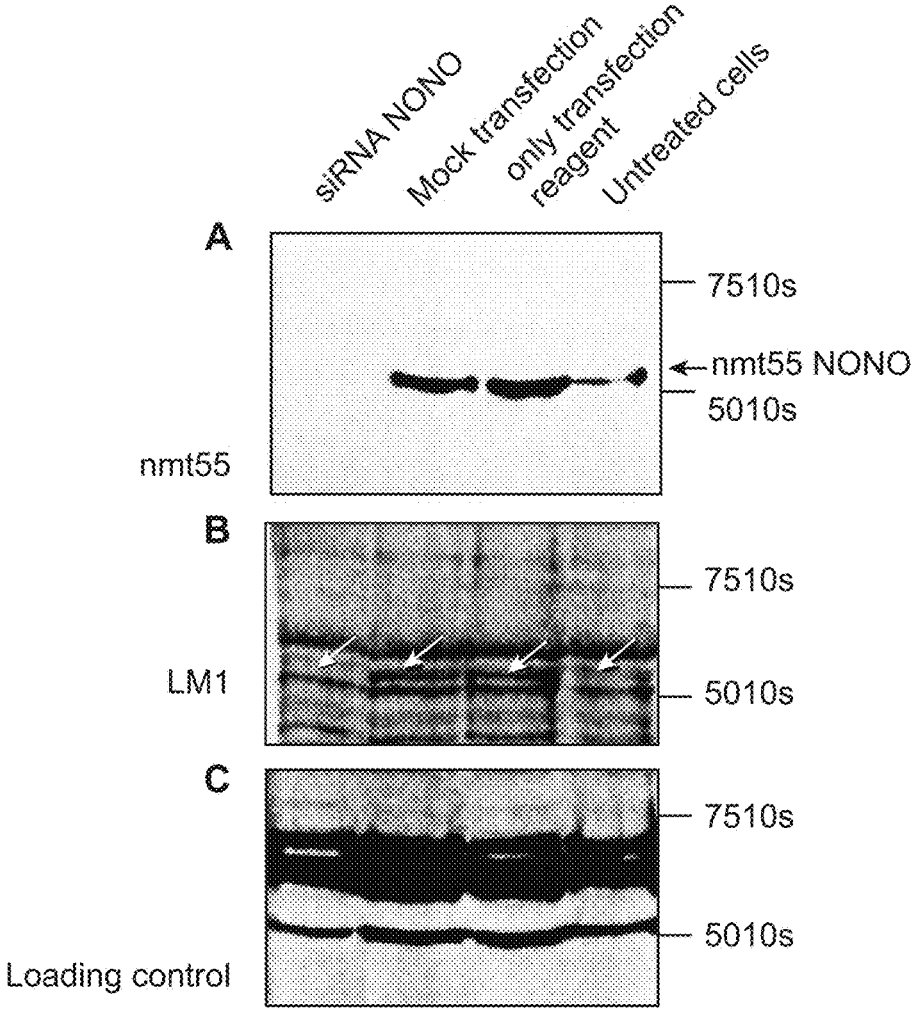 siRNA NONO
Mock transfection
only transfection
reagent
Untreated cells
A
7510s
nmt55 NONO
5010s
nmt55
B
7510s
LM1
5010s
C
7510s
5010s
Loading control